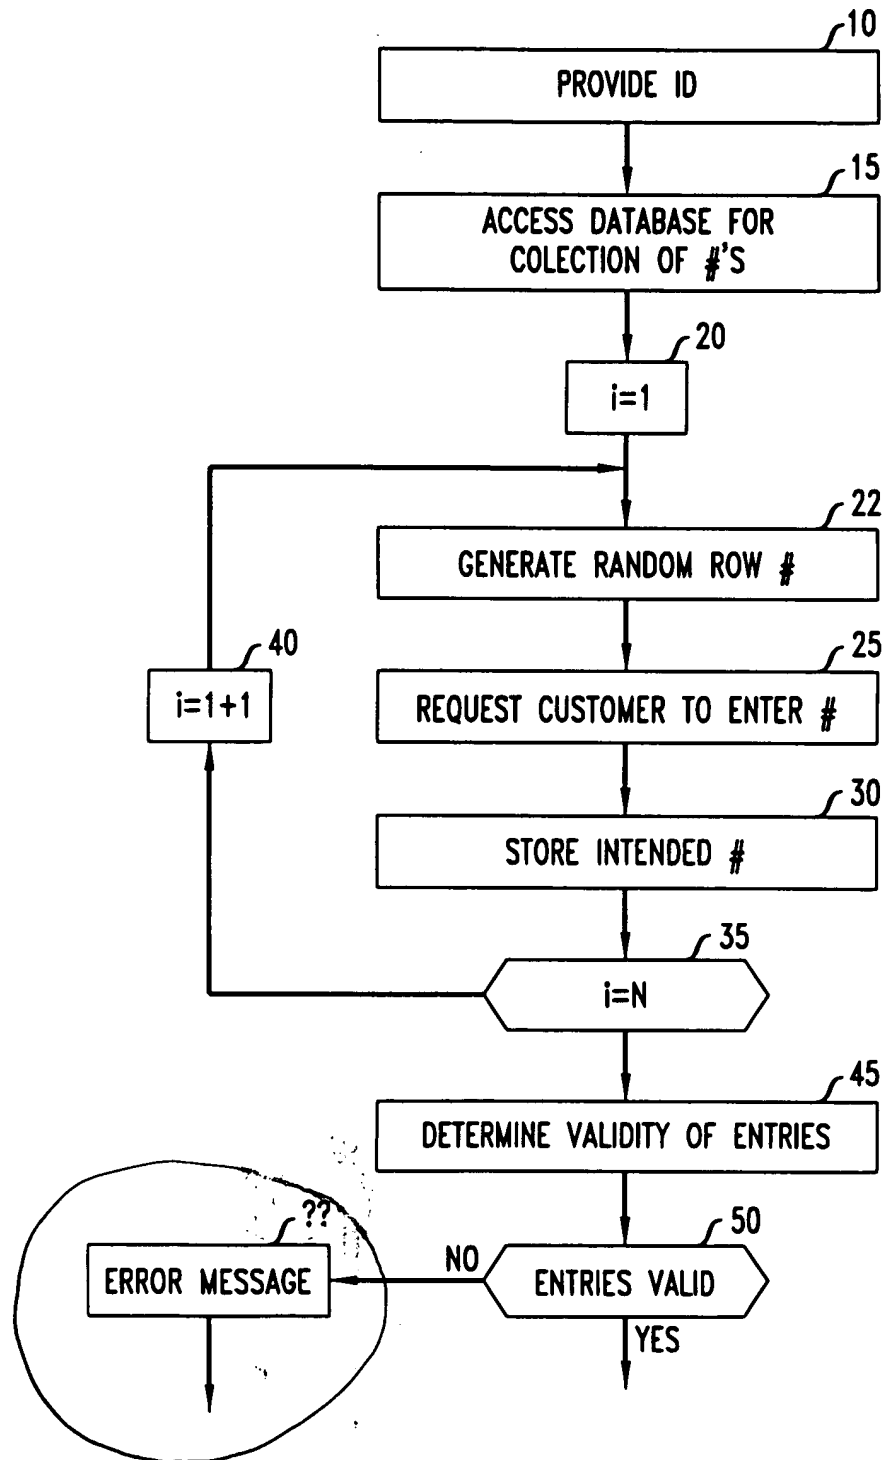 10
PROVIDE ID
15
ACCESS DATABASE FOR
COLECTION OF #'S
20
i=1
22
GENERATE RANDOM ROW #
40
i=1+1
25
REQUEST CUSTOMER TO ENTER #
30
STORE INTENDED #
35
i=N
45
DETERMINE VALIDITY OF ENTRIES
??
ERROR MESSAGE
NO
50
ENTRIES VALID
YES